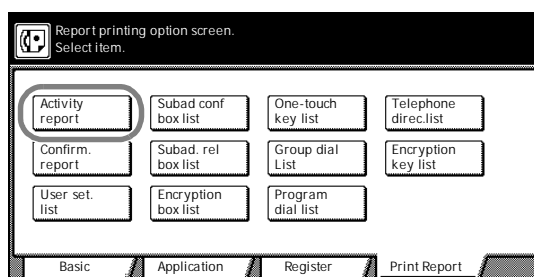 Report printing option screen.
Select item.
Activity report
Subad conf box list
One-touch key list
Telephone direc.list
Confirm. report
Subad. rel box list
Group dial List
Encryption key list
User set. list
Encryption box list
Program dial list
Basic
Application
Register
Print Report